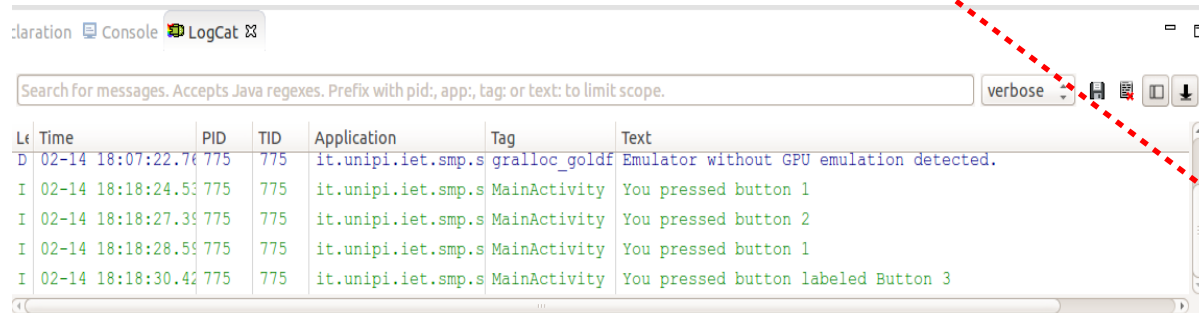 :laration Console LogCat
Search for messages. Accepts Java regexes. Prefix with pid:, app:, tag: or text: to limit scope. verbose
Le Time PID TID Application Tag Text
D 02-14 18:07:22.76 775 775 it.unipi.iet.smp.s gralloc_goldf Emulator without GPU emulation detected.
I 02-14 18:18:24.53 775 775 it.unipi.iet.smp.s MainActivity You pressed button 1
I 02-14 18:18:27.39 775 775 it.unipi.iet.smp.s MainActivity You pressed button 2
I 02-14 18:18:28.59 775 775 it.unipi.iet.smp.s MainActivity You pressed button 1
I 02-14 18:18:30.42 775 775 it.unipi.iet.smp.s MainActivity You pressed button labeled Button 3